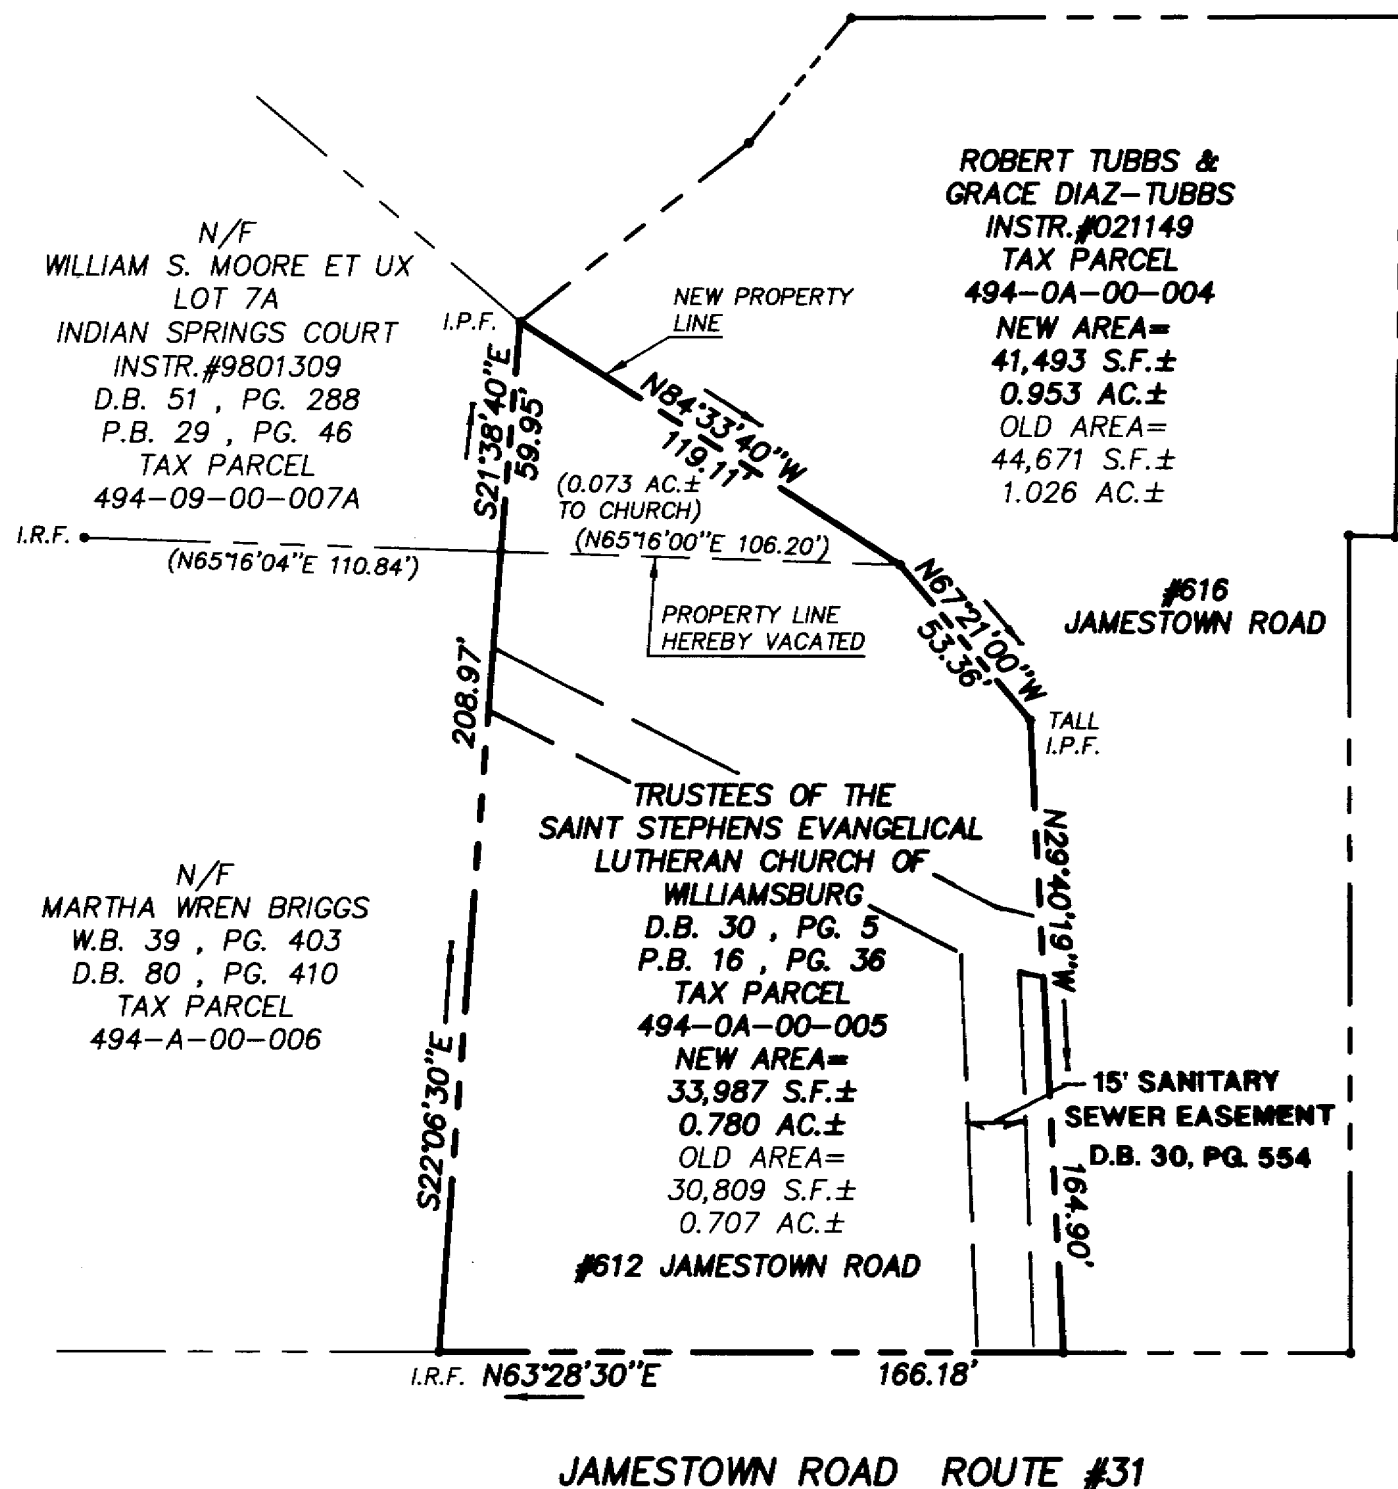 ROBERT TUBBS &
GRACE DIAZ-TUBBS
INSTR.#021149
TAX PARCEL
494-0A-00-004
NEW AREA=
41,493 S.F.±
0.953 AC.±
OLD AREA=
44,671 S.F.±
1.026 AC.±
N/F
WILLIAM S. MOORE ET UX
LOT 7A
INDIAN SPRINGS COURT
INSTR.#9801309
D.B. 51 , PG. 288
P.B. 29 , PG. 46
TAX PARCEL
494-09-00-007A
I.P.F.
NEW PROPERTY
LINE
S21°38'40"E
59.95'
N84°33'40"W
119.11'
(0.073 AC.±
TO CHURCH)
(N65°16'00"E 106.20')
I.R.F.
(N65°16'04"E 110.84')
PROPERTY LINE
HEREBY VACATED
N67°21'00"W
53.36'
#616
JAMESTOWN ROAD
TALL
I.P.F.
208.97'
S22°06'30"E
TRUSTEES OF THE
SAINT STEPHENS EVANGELICAL
LUTHERAN CHURCH OF
WILLIAMSBURG
D.B. 30 , PG. 5
P.B. 16 , PG. 36
TAX PARCEL
494-0A-00-005
NEW AREA=
33,987 S.F.±
0.780 AC.±
OLD AREA=
30,809 S.F.±
0.707 AC.±
#612 JAMESTOWN ROAD
N/F
MARTHA WREN BRIGGS
W.B. 39 , PG. 403
D.B. 80 , PG. 410
TAX PARCEL
494-A-00-006
N29°40'19"W
164.90'
15' SANITARY
SEWER EASEMENT
D.B. 30, PG. 554
I.R.F.
N63°28'30"E
166.18'
JAMESTOWN ROAD ROUTE #31